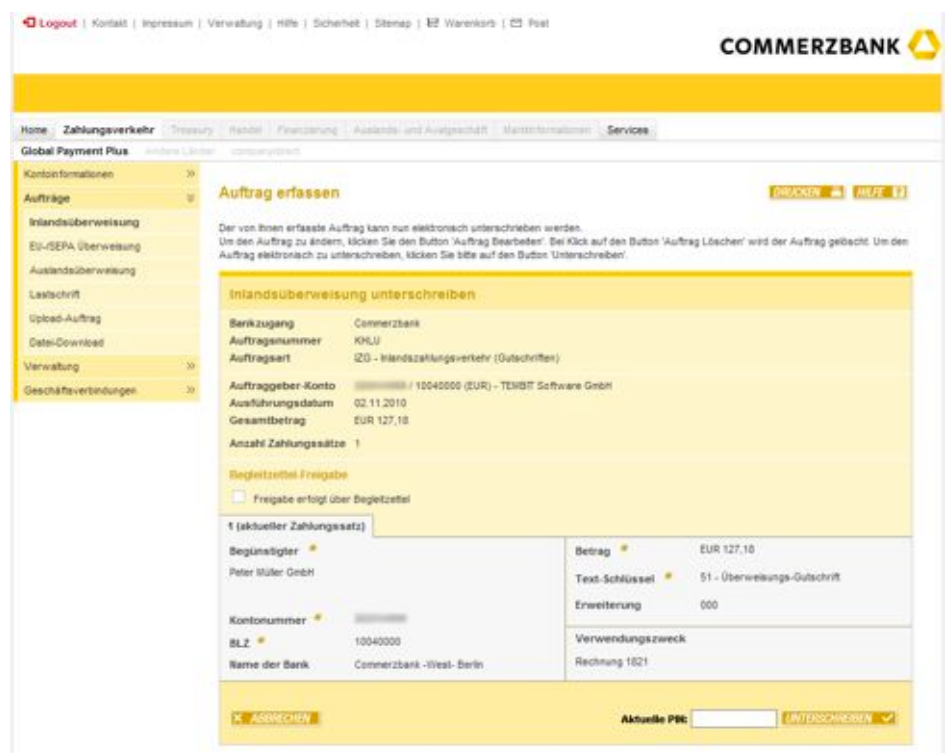 Logout | Kontakt | Impressum | Verwaltung | Hilfe | Sicherheit | Sitemap | Warenkorb | Post
COMMERZBANK
Home Zahlungsverkehr Treasury Handel Finanzierung Auslands- und Avalgeschäft Marktinformationen Services
Global Payment Plus Andere Länder companydirect
Kontoinformationen
Aufträge
Inlandsüberweisung
EU-/SEPA Überweisung
Auslandsüberweisung
Lastschrift
Upload-Auftrag
Datei-Download
Verwaltung
Geschäftsverbindungen
Auftrag erfassen
DRUCKEN HILFE
Der von Ihnen erfasste Auftrag kann nun elektronisch unterschrieben werden.
Um den Auftrag zu ändern, klicken Sie den Button 'Auftrag Bearbeiten'. Bei Klick auf den Button 'Auftrag Löschen' wird der Auftrag gelöscht. Um den
Auftrag elektronisch zu unterschreiben, klicken Sie bitte auf den Button 'Unterschreiben'.
Inlandsüberweisung unterschreiben
Bankzugang Commerzbank
Auftragsnummer KHLU
Auftragsart IZG - Inlandszahlungsverkehr (Gutschriften)
Auftraggeber-Konto / 10040000 (EUR) - TEMBIT Software GmbH
Ausführungsdatum 02.11.2010
Gesamtbetrag EUR 127,18
Anzahl Zahlungssätze 1
Begleitzettel-Freigabe
Freigabe erfolgt über Begleitzettel
1 (aktueller Zahlungssatz)
Begünstigter
Peter Müller GmbH
Kontonummer
BLZ 10040000
Name der Bank Commerzbank -West- Berlin
Betrag EUR 127,18
Text-Schlüssel 51 - Überweisungs-Gutschrift
Erweiterung 000
Verwendungszweck
Rechnung 1821
ABBRECHEN
Aktuelle PIN: UNTERSCHREIBEN